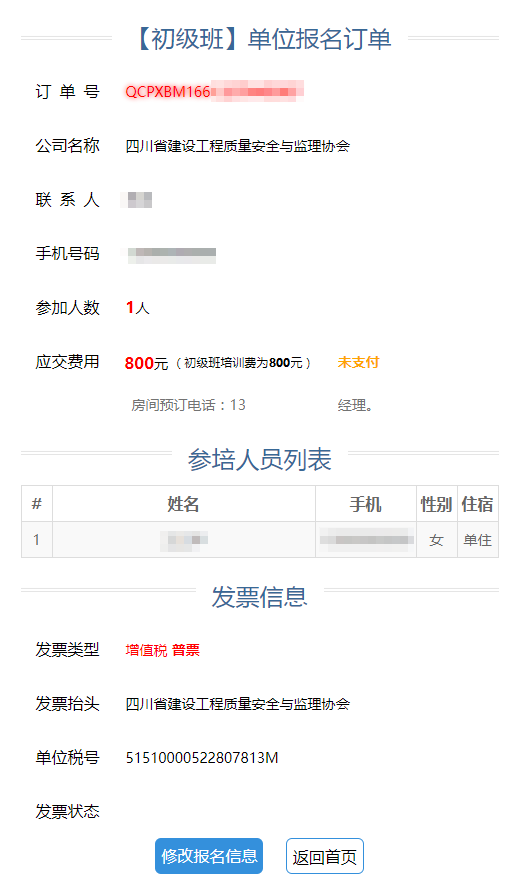 【初级班】单位报名订单
订 单 号 QCPXBM166
公司名称 四川省建设工程质量安全与监理协会
联 系 人
手机号码
参加人数 1人
应交费用 800元 ( 初级班培训费为800元 ) 未支付
房间预订电话：13 经理。
参培人员列表
# 姓名 手机 性别 住宿
1 女 单住
发票信息
发票类型 增值税 普票
发票抬头 四川省建设工程质量安全与监理协会
单位税号 51510000522807813M
发票状态
修改报名信息 返回首页